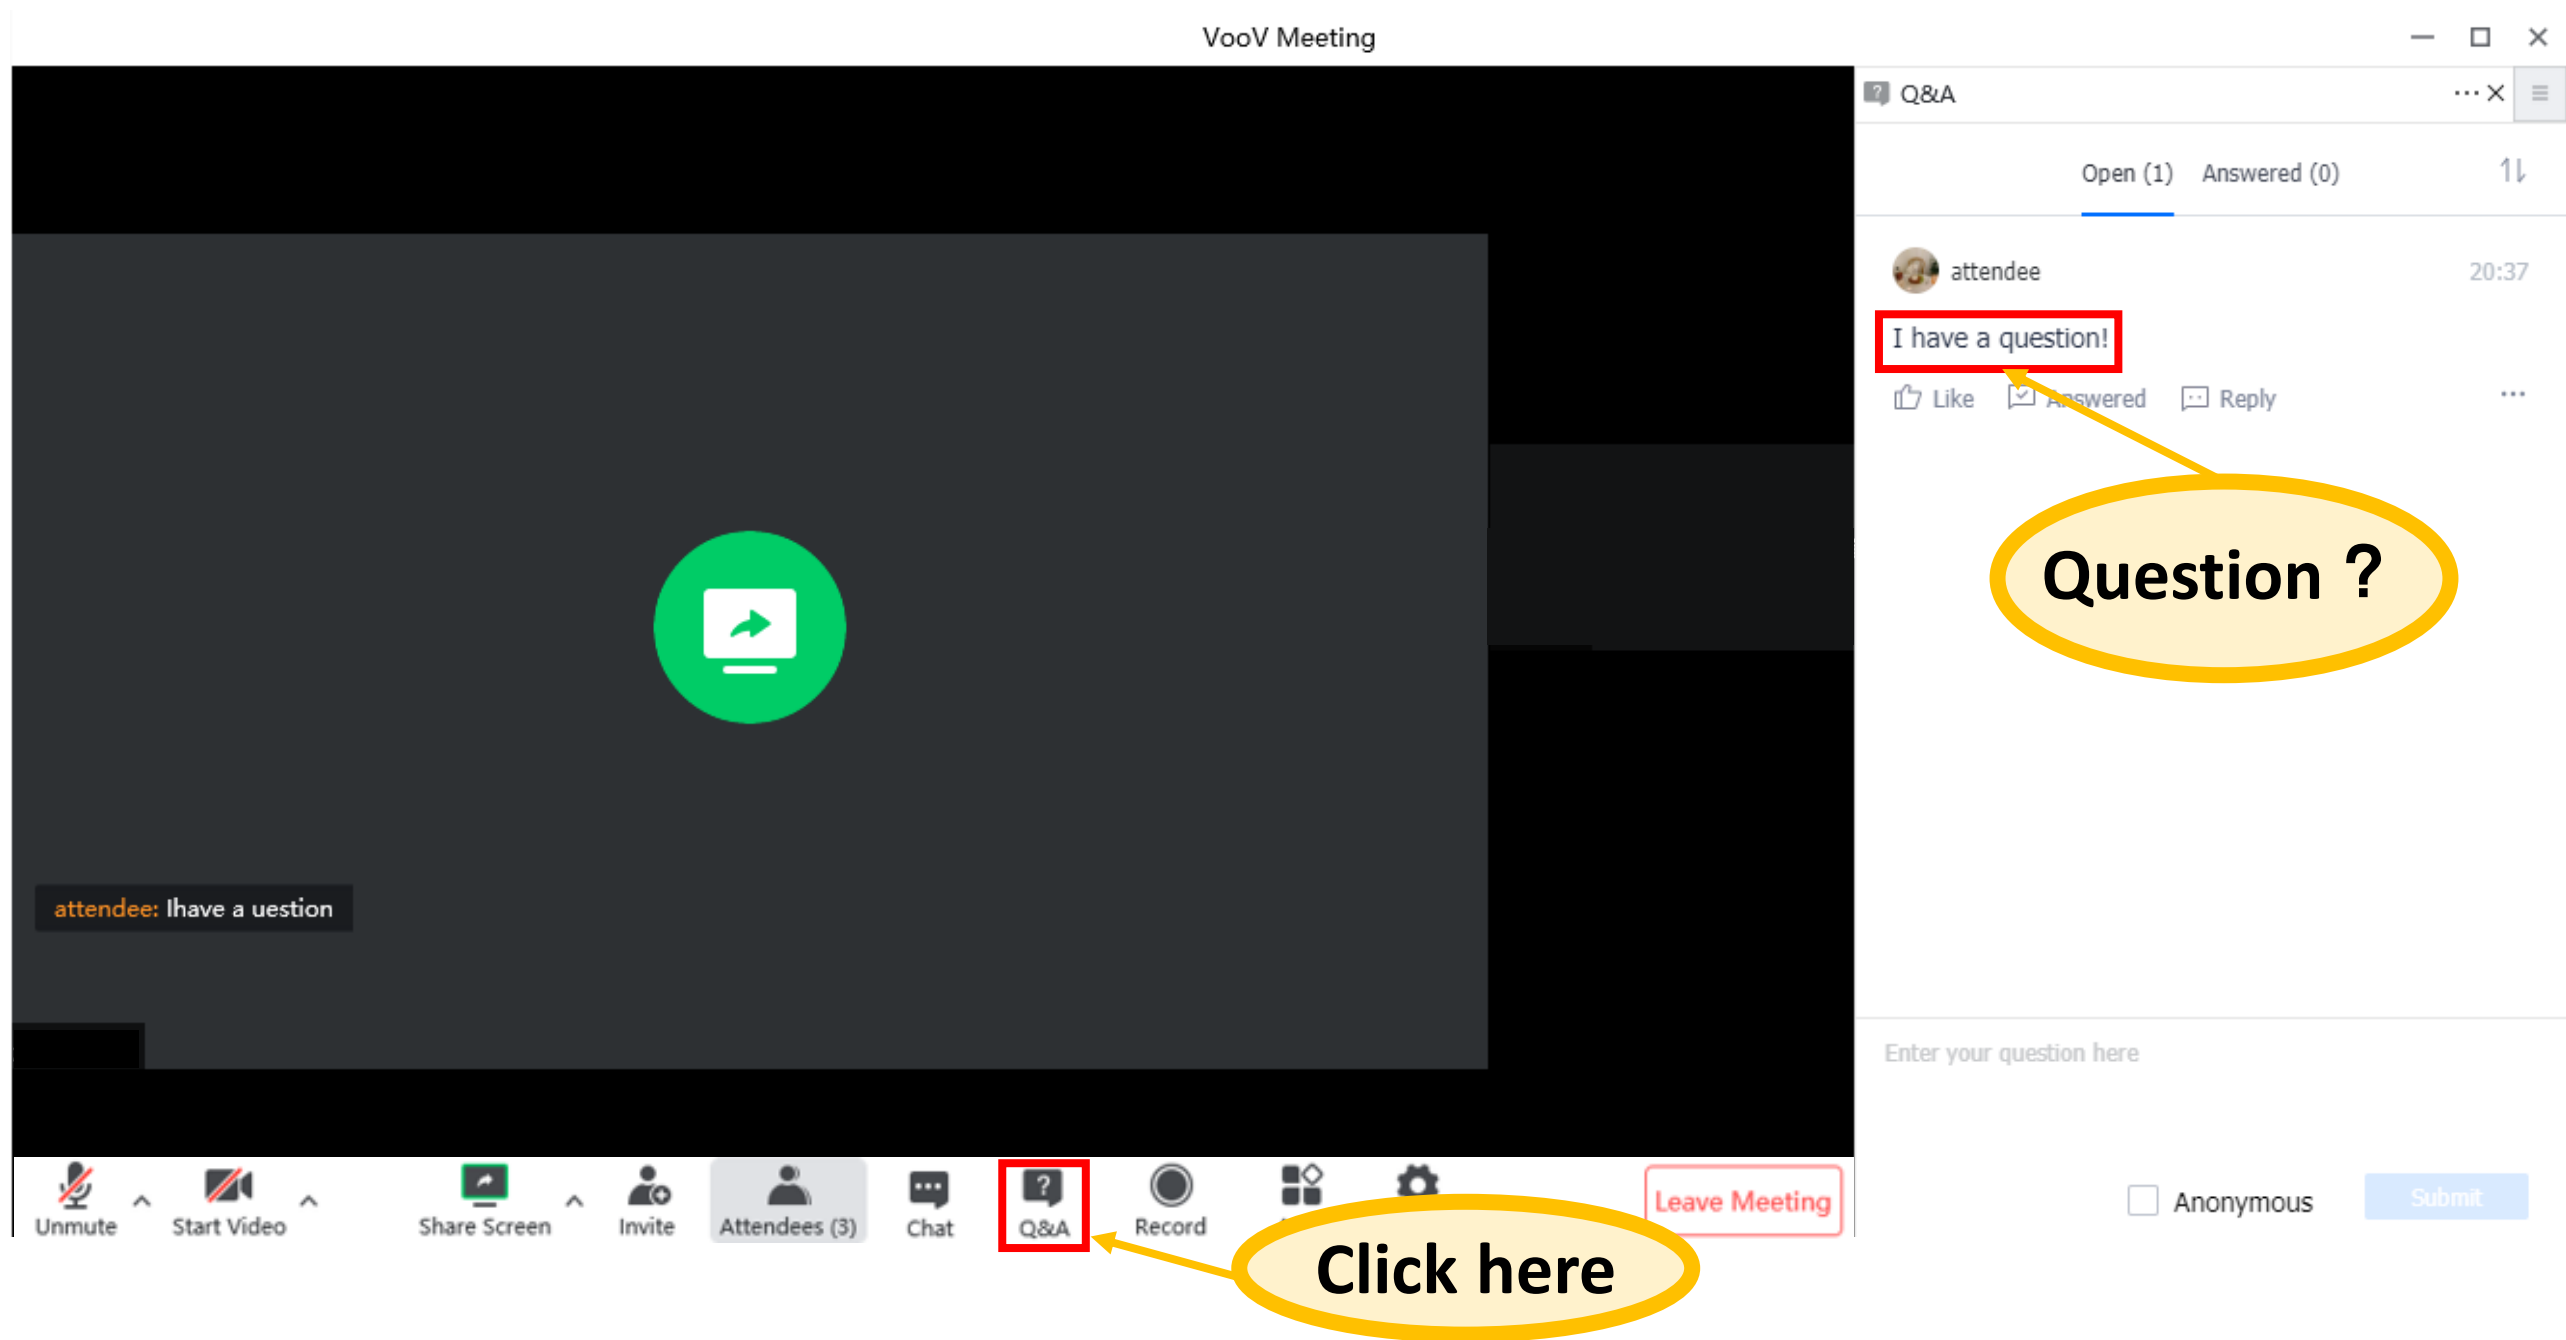 VooV Meeting
Q&A
Open (1) Answered (0)
attendee 20:37
I have a question!
Like Answered Reply
Question ?
attendee: Ihave a uestion
Enter your question here
Anonymous Submit
Unmute Start Video Share Screen Invite Attendees (3) Chat Q&A Record Leave Meeting
Click here